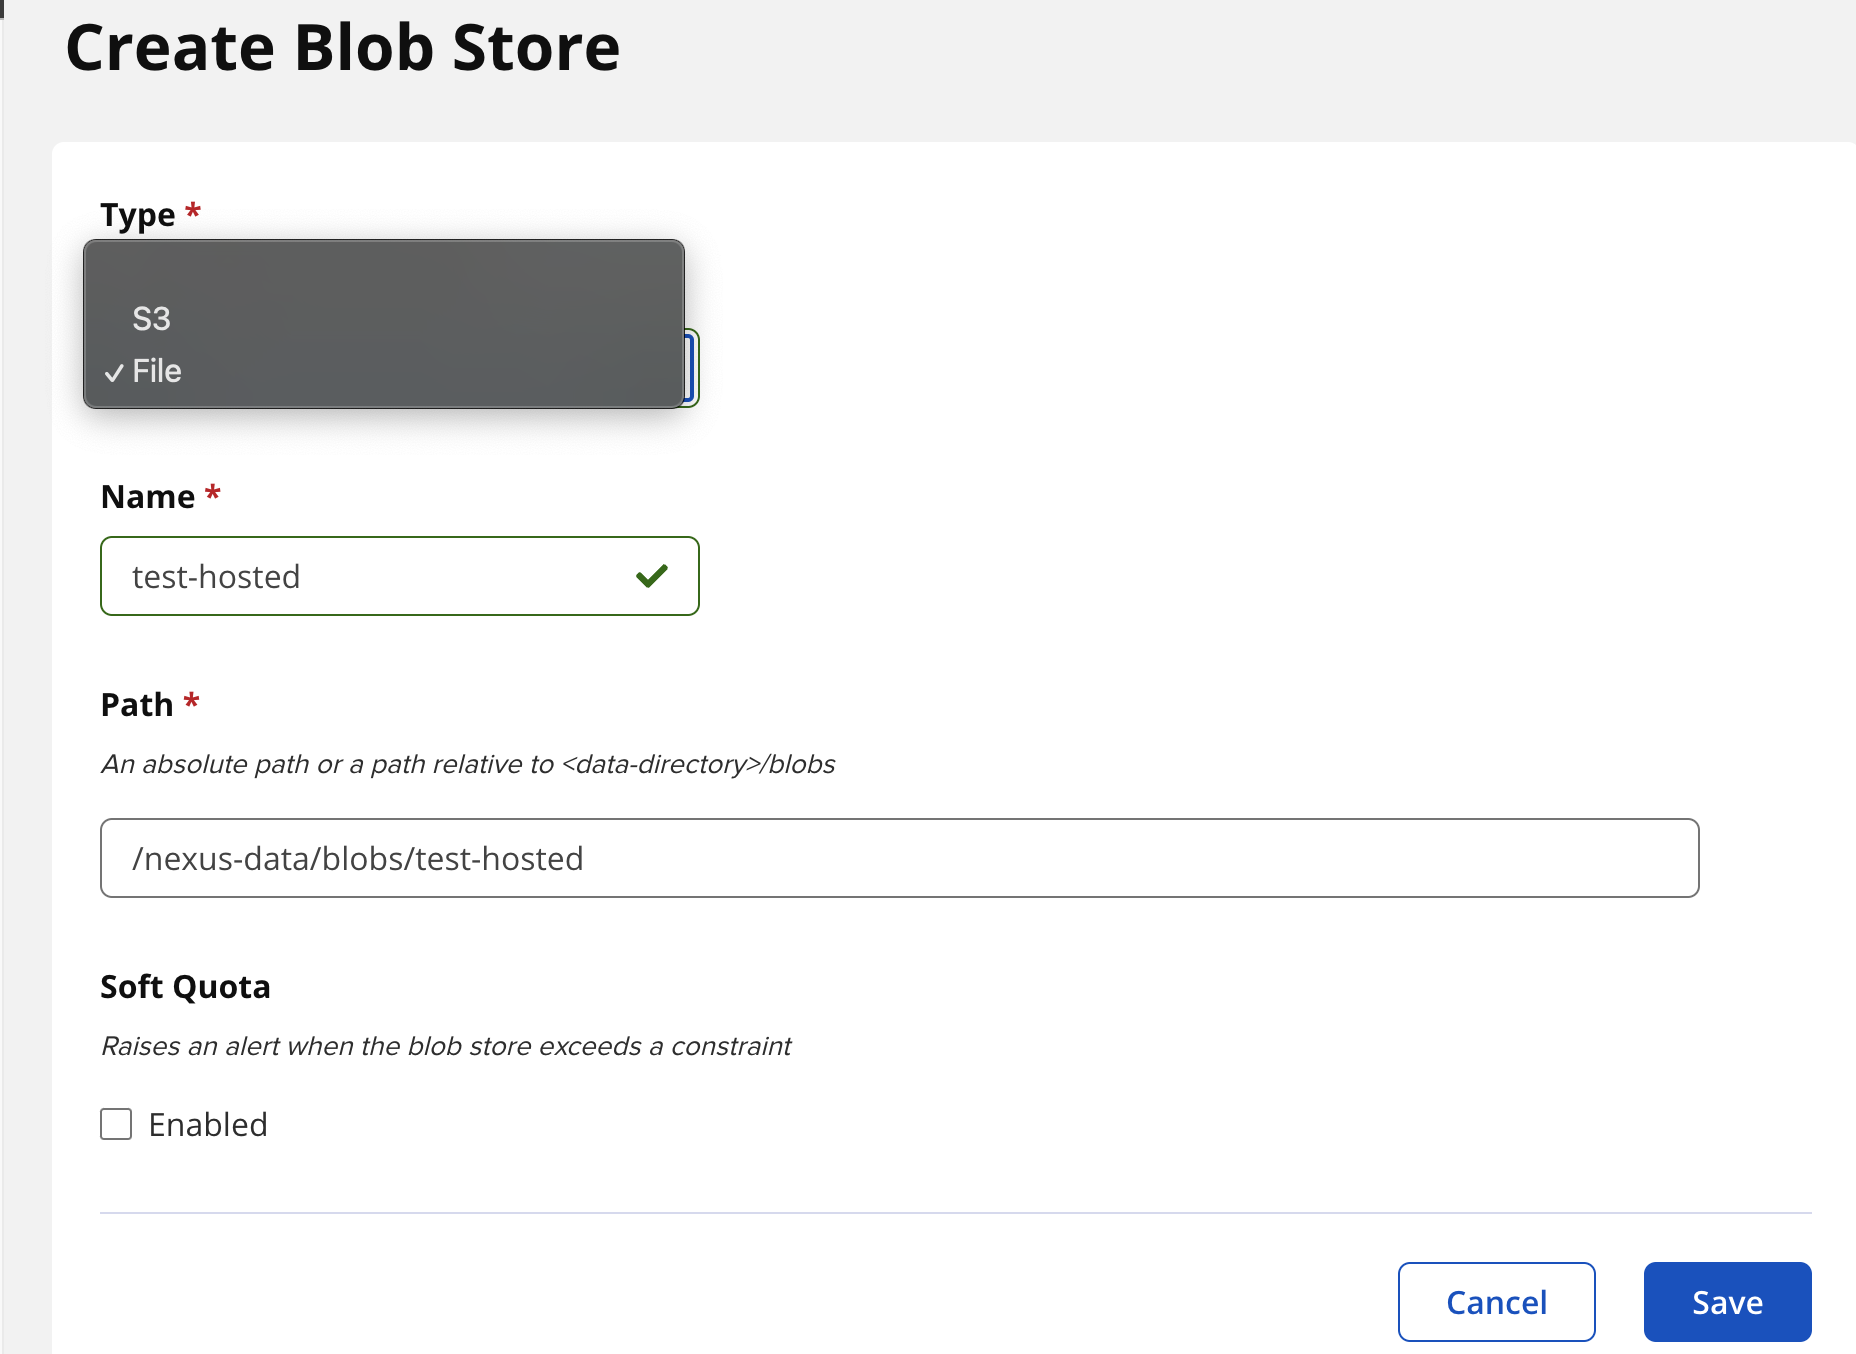 Create Blob Store
Type *
S3
✓ File
Name *
test-hosted
Path *
An absolute path or a path relative to <data-directory>/blobs
/nexus-data/blobs/test-hosted
Soft Quota
Raises an alert when the blob store exceeds a constraint
Enabled
Cancel
Save